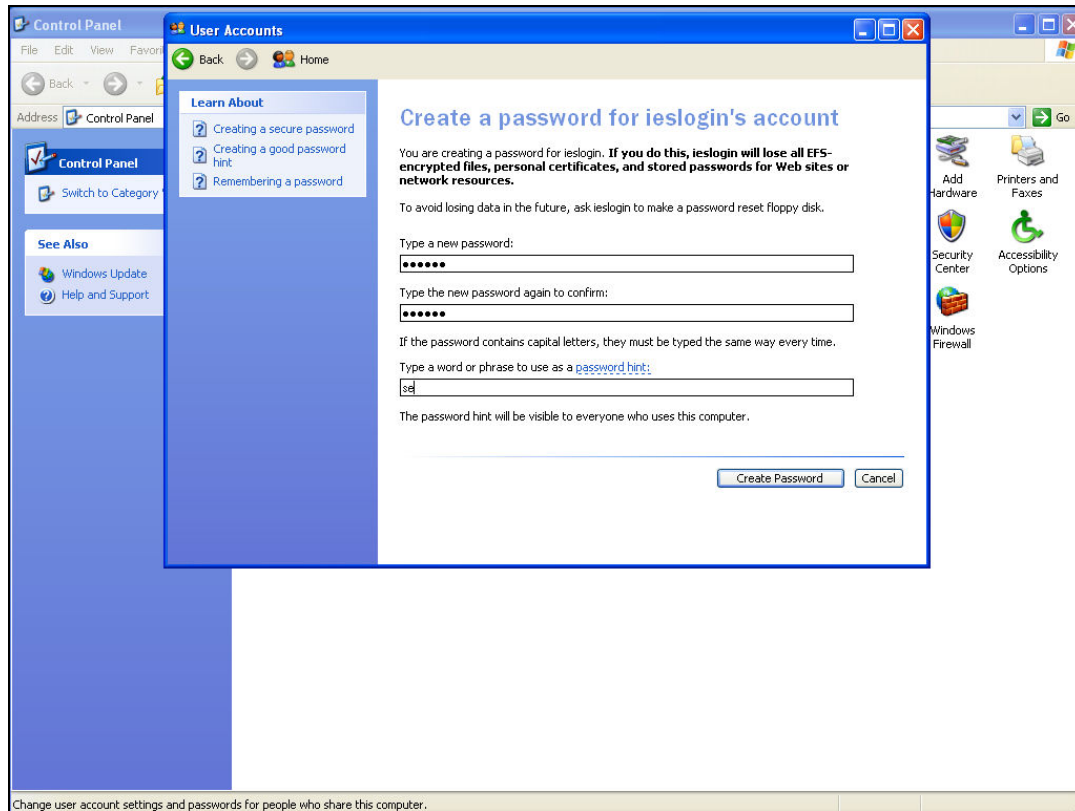 Control Panel
User Accounts
File Edit View
Back
Back Home
Address Control Panel
Go
Learn About
Creating a secure password
Creating a good password
hint
Remembering a password
Control Panel
Switch to Category
See Also
Windows Update
Help and Support
Create a password for ieslogin's account
You are creating a password for ieslogin. If you do this, ieslogin will lose all EFS-
encrypted files, personal certificates, and stored passwords for Web sites or
network resources.
To avoid losing data in the future, ask ieslogin to make a password reset floppy disk.
Type a new password:
••••••
Type the new password again to confirm:
••••••
If the password contains capital letters, they must be typed the same way every time.
Type a word or phrase to use as a password hint:
se
The password hint will be visible to everyone who uses this computer.
Create Password Cancel
Add
Hardware
Printers and
Faxes
Security
Center
Accessibility
Options
Windows
Firewall
Change user account settings and passwords for people who share this computer.